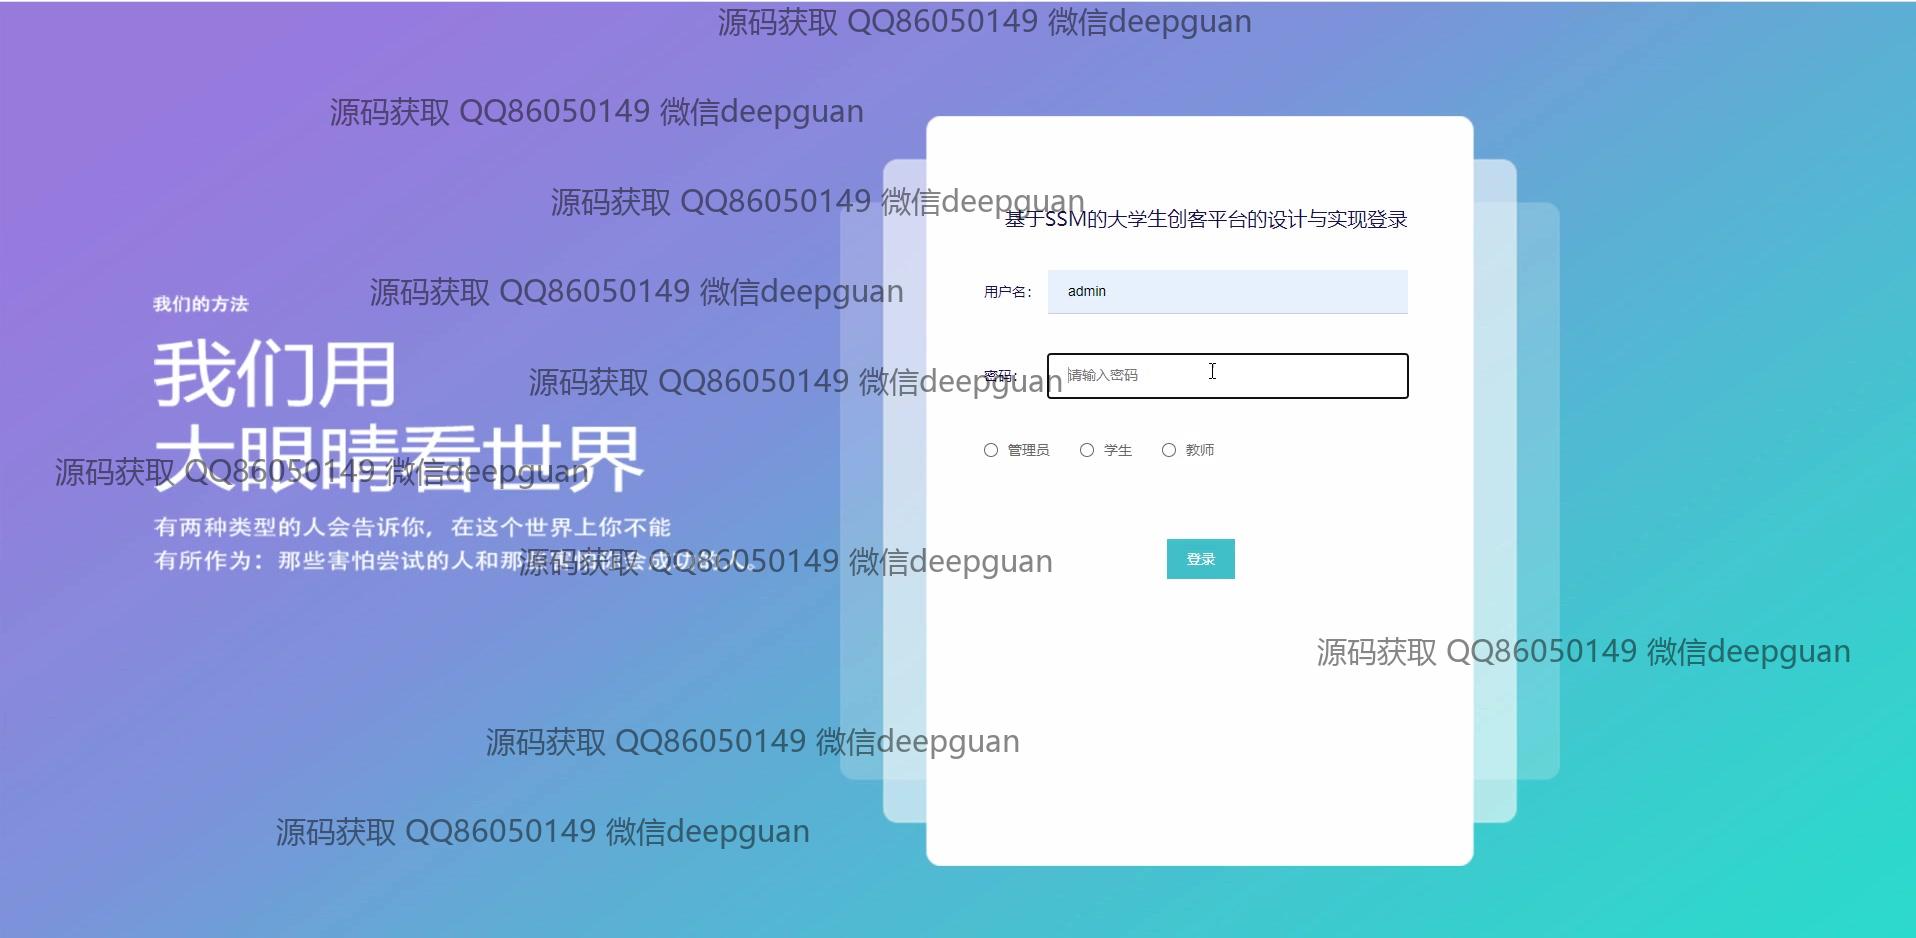 源码获取 QQ86050149 微信deepguan
源码获取 QQ86050149 微信deepguan
源码获取 QQ86050149 微信deepguan
基于SSM的大学生创客平台的设计与实现登录
源码获取 QQ86050149 微信deepguan
用户名：
admin
我们的方法
我们用
大眼睛看世界
源码获取 QQ86050149 微信deepguan
密码：
请输入密码
管理员
学生
教师
源码获取 QQ86050149 微信deepguan
有两种类型的人会告诉你，在这个世界上你不能
有所作为：那些害怕尝试的人和那些害怕你会成功的人。
源码获取 QQ86050149 微信deepguan
登录
源码获取 QQ86050149 微信deepguan
源码获取 QQ86050149 微信deepguan
源码获取 QQ86050149 微信deepguan